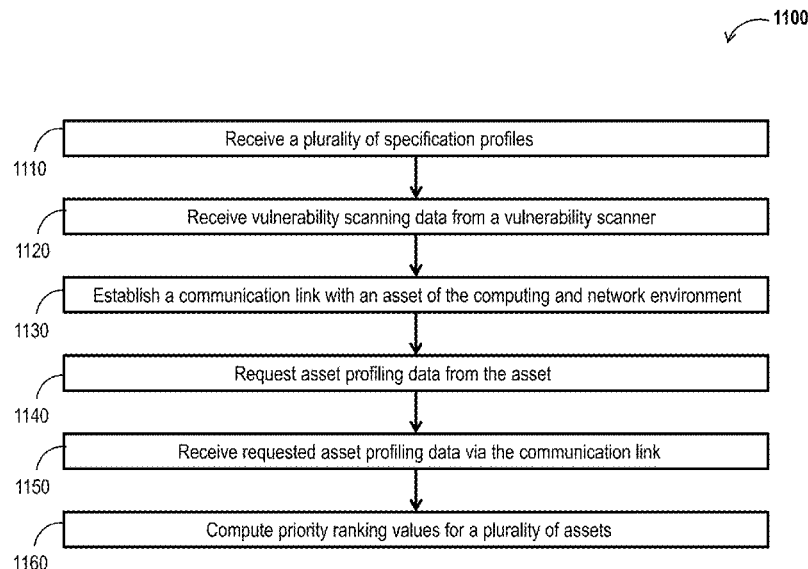 1100
Receive a plurality of specification profiles
1110
Receive vulnerability scanning data from a vulnerability scanner
1120
Establish a communication link with an asset of the computing and network environment
1130
Request asset profiling data from the asset
1140
Receive requested asset profiling data via the communication link
1150
Compute priority ranking values for a plurality of assets
1160